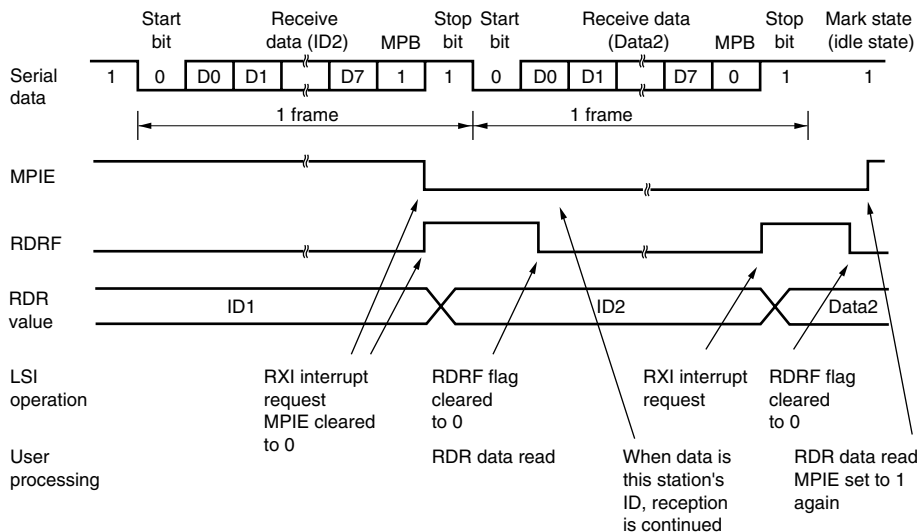 Start bit
Receive data (ID2)
MPB
Stop bit
Start bit
Receive data (Data2)
MPB
Stop bit
Mark state (idle state)
Serial data
1 0 D0 D1 D7 1 1 0 D0 D1 D7 0 1 1
1 frame
1 frame
MPIE
RDRF
RDR value
ID1
ID2
Data2
LSI operation
RXI interrupt
request
MPIE cleared
to 0
RDRF flag
cleared
to 0
RXI interrupt
request
RDRF flag
cleared
to 0
User processing
RDR data read
When data is
this station's
ID, reception
is continued
RDR data read
MPIE set to 1
again